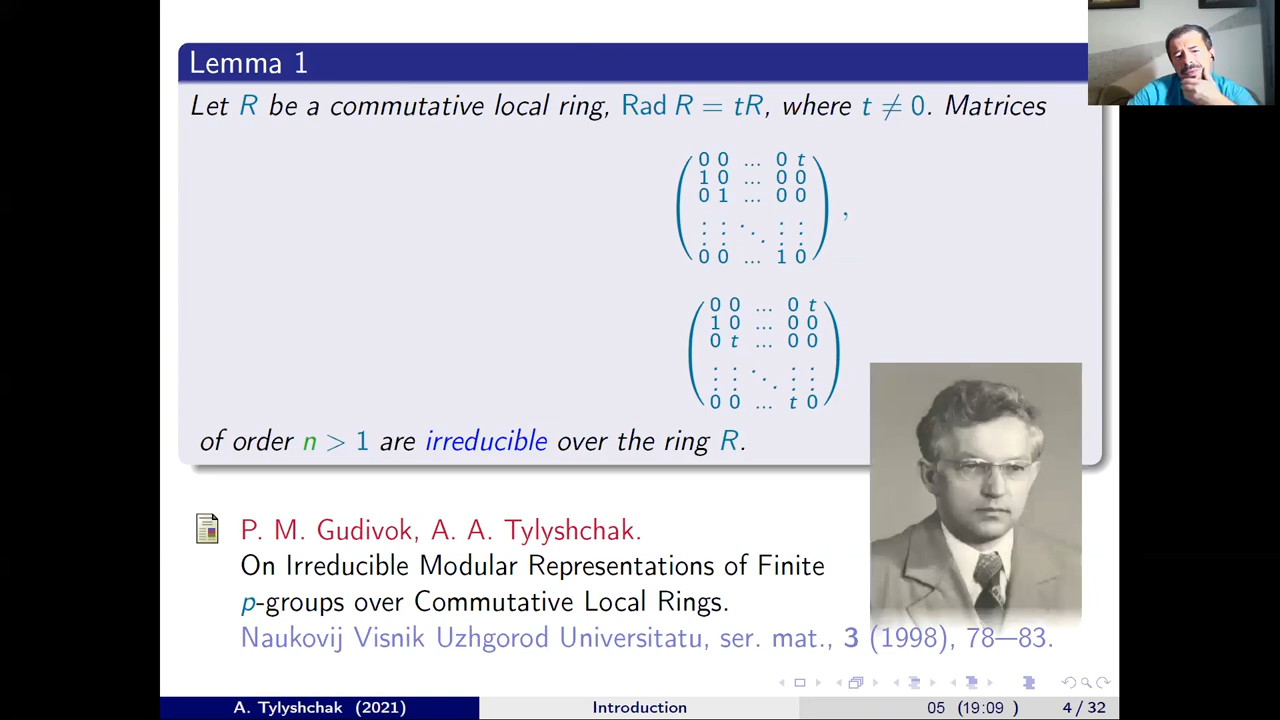 Lemma 1
Let R be a commutative local ring, Rad R = tR, where t ≠ 0. Matrices
0 0 ... 0 t
1 0 ... 0 0
0 1 ... 0 0
⋮ ⋮ ⋱ ⋮ ⋮
0 0 ... 1 0
,
0 0 ... 0 t
1 0 ... 0 0
0 t ... 0 0
⋮ ⋮ ⋱ ⋮ ⋮
0 0 ... t 0
of order n > 1 are irreducible over the ring R.
P. M. Gudivok, A. A. Tylyshchak.
On Irreducible Modular Representations of Finite
p-groups over Commutative Local Rings.
Naukovij Visnik Uzhgorod Universitatu, ser. mat., 3 (1998), 78—83.
A. Tylyshchak (2021) Introduction 05 (19:09 ) 4 / 32